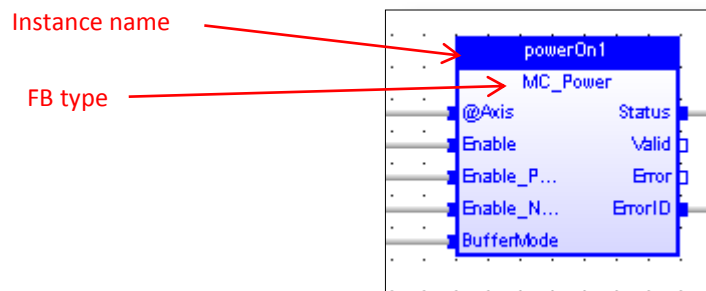 Instance name
FB type
powerOn1
MC_Power
@Axis Status
Enable Valid
Enable_P... Error
Enable_N... ErrorID
BufferMode